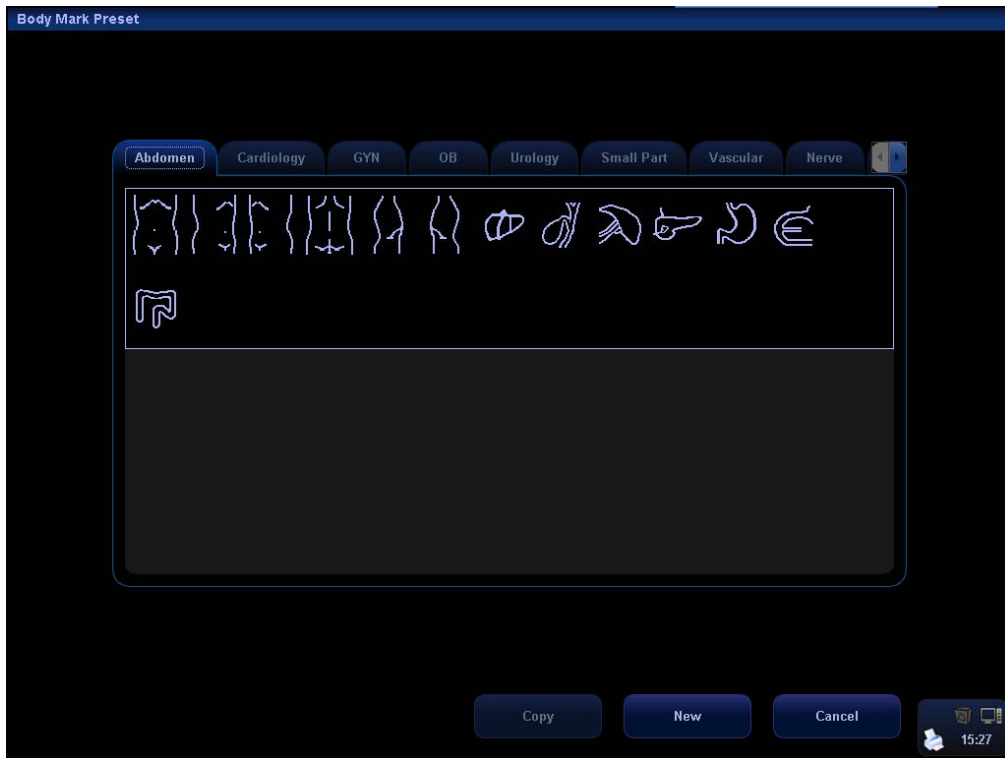 Body Mark Preset
Abdomen Cardiology GYN OB Urology Small Part Vascular Nerve
Copy New Cancel
15:27